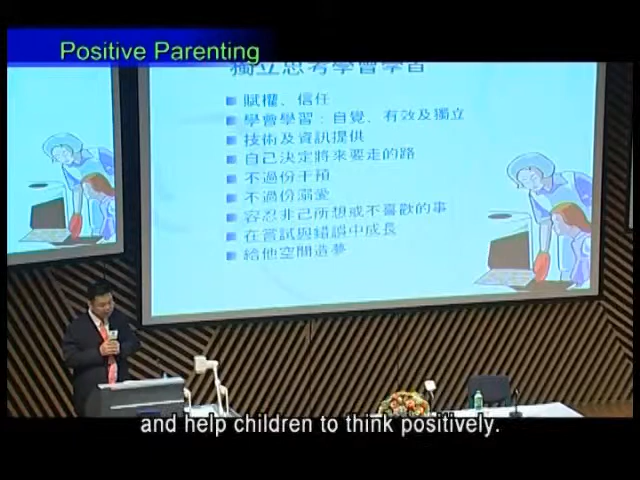 Positive Parenting
獨立思考學會學習
賦權、信任
學會學習：自覺、有效及獨立
技術及資訊提供
自己決定將來要走的路
不過份干預
不過份溺愛
容忍非己所想或不喜歡的事
在嘗試與錯誤中成長
給他空間造夢
and help children to think positively.